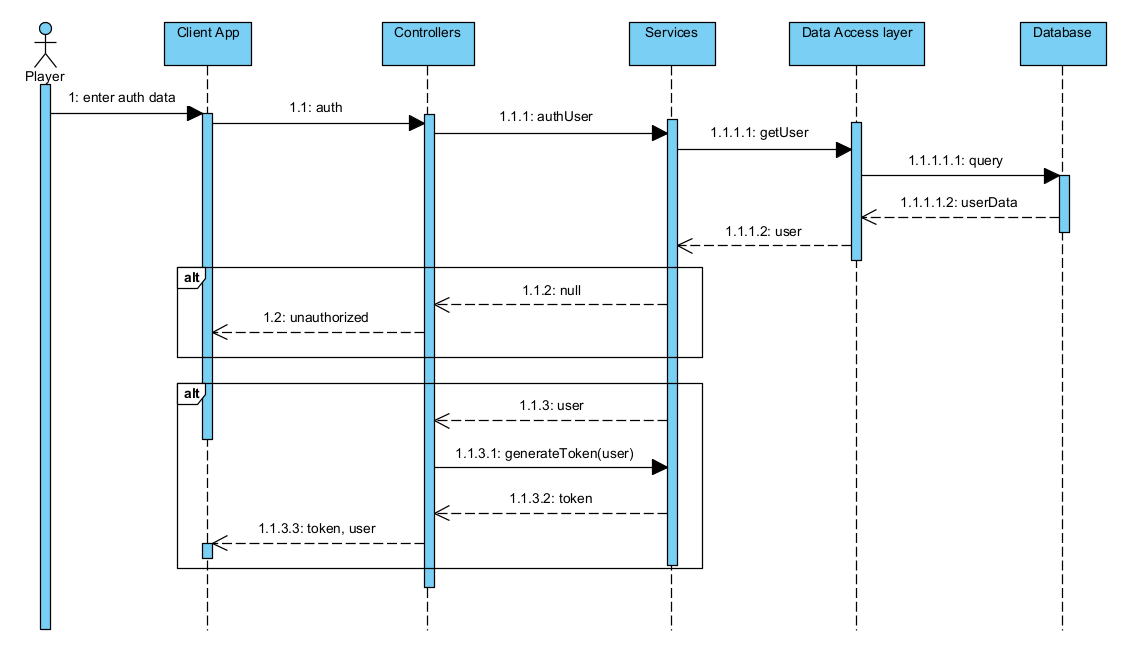 Client App
Controllers
Services
Data Access layer
Database
Player
1: enter auth data
1.1: auth
1.1.1: authUser
1.1.1.1: getUser
1.1.1.1.1: query
1.1.1.1.2: userData
1.1.1.2: user
alt
1.1.2: null
1.2: unauthorized
alt
1.1.3: user
1.1.3.1: generateToken(user)
1.1.3.2: token
1.1.3.3: token, user